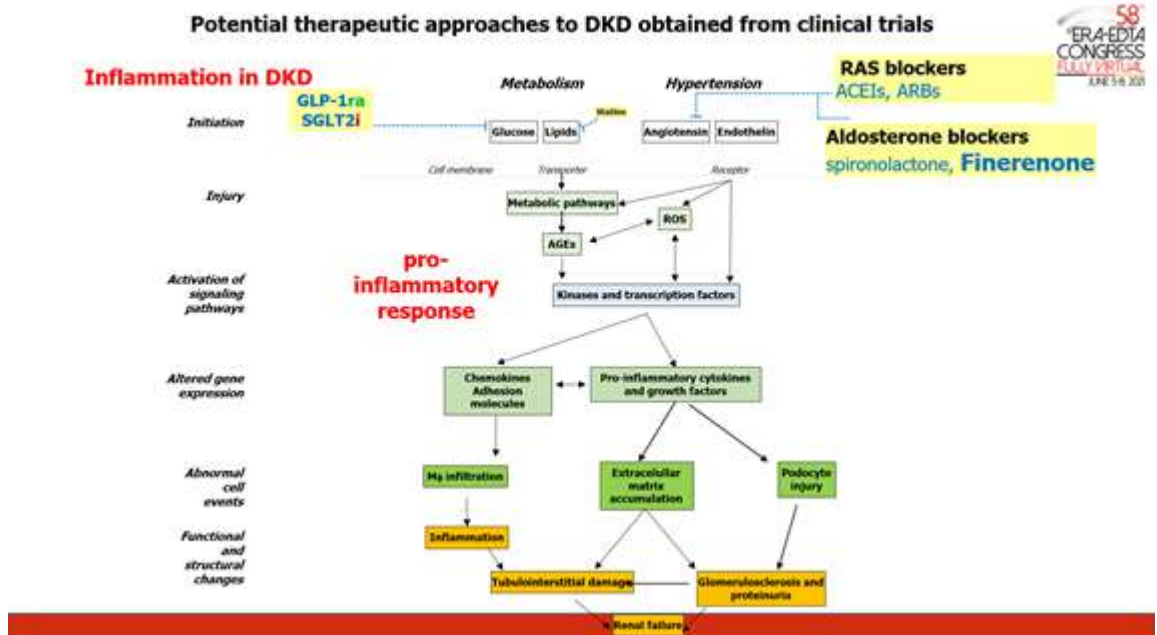 Potential therapeutic approaches to DKD obtained from clinical trials
58th
ERA-EDTA
CONGRESS
FULLY VIRTUAL
JUNE 5-8, 2021
Inflammation in DKD
Metabolism
Hypertension
RAS blockers
ACEIs, ARBs
GLP-1ra
SGLT2i
Statins
Initiation
Glucose
Lipids
Angiotensin
Endothelin
Aldosterone blockers
spironolactone, Finerenone
Cell membrane
Transporter
Receptor
Injury
Metabolic pathways
ROS
AGEs
pro-
inflammatory
response
Activation of
signaling
pathways
Kinases and transcription factors
Altered gene
expression
Chemokines
Adhesion
molecules
Pro-inflammatory cytokines
and growth factors
Abnormal
cell
events
Mφ infiltration
Extracelullar
matrix
accumulation
Podocyte
injury
Functional
and
structural
changes
Inflammation
Tubulointerstitial damage
Glomerulosclerosis and
proteinuria
Renal failure